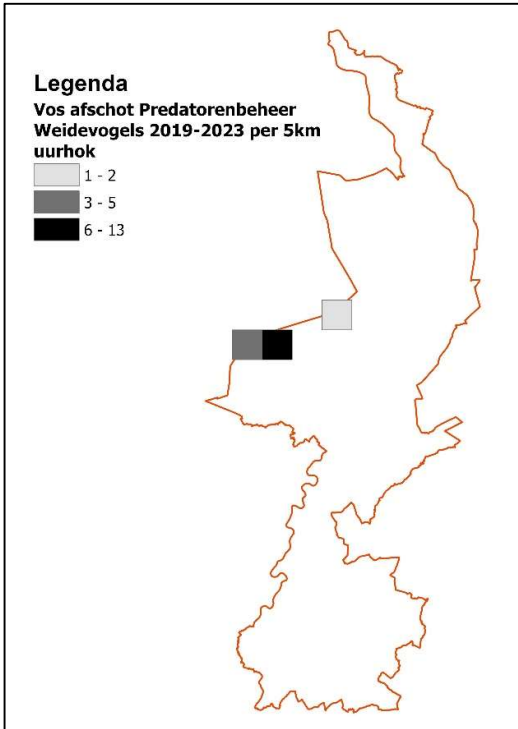 Legenda
Vos afschot Predatorenbeheer
Weidevogels 2019-2023 per 5km
uurhok
1 - 2
3 - 5
6 - 13